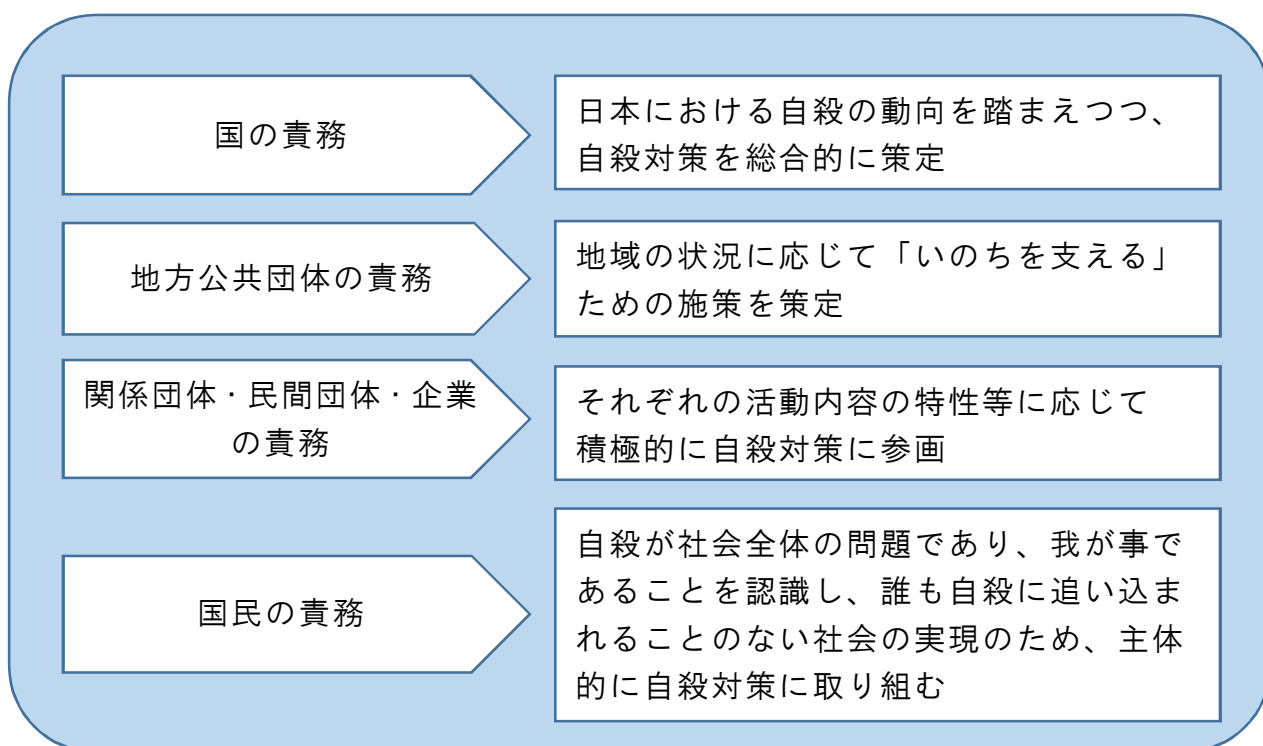 国の責務
日本における自殺の動向を踏まえつつ、
自殺対策を総合的に策定
地方公共団体の責務
地域の状況に応じて「いのちを支える」
ための施策を策定
関係団体・民間団体・企業
の責務
それぞれの活動内容の特性等に応じて
積極的に自殺対策に参画
国民の責務
自殺が社会全体の問題であり、我が事で
あることを認識し、誰も自殺に追い込ま
れることのない社会の実現のため、主体
的に自殺対策に取り組む